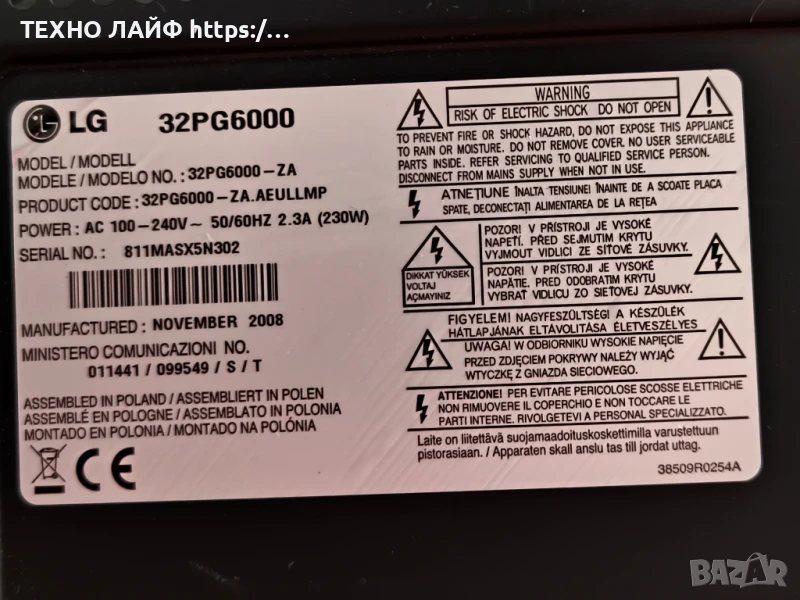 ТЕХНО ЛАЙФ https:/...
LG 32PG6000
MODEL / MODELL
MODELE / MODELO NO. : 32PG6000-ZA
PRODUCT CODE : 32PG6000-ZA.AEULLMP
POWER : AC 100-240V~ 50/60HZ 2.3A (230W)
SERIAL NO. : 811MASX5N302
MANUFACTURED : NOVEMBER 2008
MINISTERO COMUNICAZIONI NO.
011441 / 099549 / S / T
ASSEMBLED IN POLAND / ASSEMBLIERT IN POLEN
ASSEMBLÉ EN POLOGNE / ASSEMBLATO IN POLONIA
MONTADO EN POLONIA / MONTADO NA POLÓNIA
CE
WARNING
RISK OF ELECTRIC SHOCK DO NOT OPEN
TO PREVENT FIRE OR SHOCK HAZARD, DO NOT EXPOSE THIS APPLIANCE
TO RAIN OR MOISTURE. DO NOT REMOVE COVER. NO USER SERVICEABLE
PARTS INSIDE. REFER SERVICING TO QUALIFIED SERVICE PERSON.
DISCONNECT FROM MAINS SUPPLY WHEN NOT IN USE.
ATNEȚIUNE ÎNALTA TENSIUNE! ÎNAINTE DE A SCOATE PLACA
SPATE, DECONECTAȚI ALIMENTAREA DE LA REȚEA
DIKKAT YÜKSEK
VOLTAJ
AÇMAYINIZ
POZOR! V PŘÍSTROJI JE VYSOKÉ
NAPĚTÍ. PŘED SEJMUTIM KRYTU
VYJMOUT VIDLICI ZE SÍŤOVÉ ZÁSUVKY.
POZOR! V PRÍSTROJI JE VYSOKÉ
NAPÄTIE. PRED ODOBRATIM KRYTU
VYBRAŤ VIDLICU ZO SIEŤOVEJ ZÁSUVKY.
FIGYELEM! NAGYFESZÜLTSÉG! A KÉSZÜLÉK
HÁTLAPJÁNAK ELTÁVOLÍTÁSA ÉLETVESZÉLYES
UWAGA! W ODBIORNIKU WYSOKIE NAPIĘCIE
PRZED ZDJĘCIEM POKRYWY NALEŻY WYJĄĆ
WTYCZKĘ Z GNIAZDA SIECIOWEGO.
ATTENZIONE! PER EVITARE PERICOLOSE SCOSSE ELETTRICHE
NON RIMUOVERE IL COPERCHIO E NON TOCCARE LE
PARTI INTERNE. RIVOLGETEVI A PERSONAL SPECIALIZZATO.
Laite on liitettävä suojamaadoituskoskettimilla varustettuun
pistorasiaan. / Apparaten skall anslu tas till jordat uttag.
38509R0254A
BAZAR